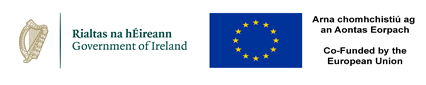 Rialtas na hÉireann
Government of Ireland
Arna chomhchistiú ag
an Aontas Eorpach
Co-Funded by the
European Union